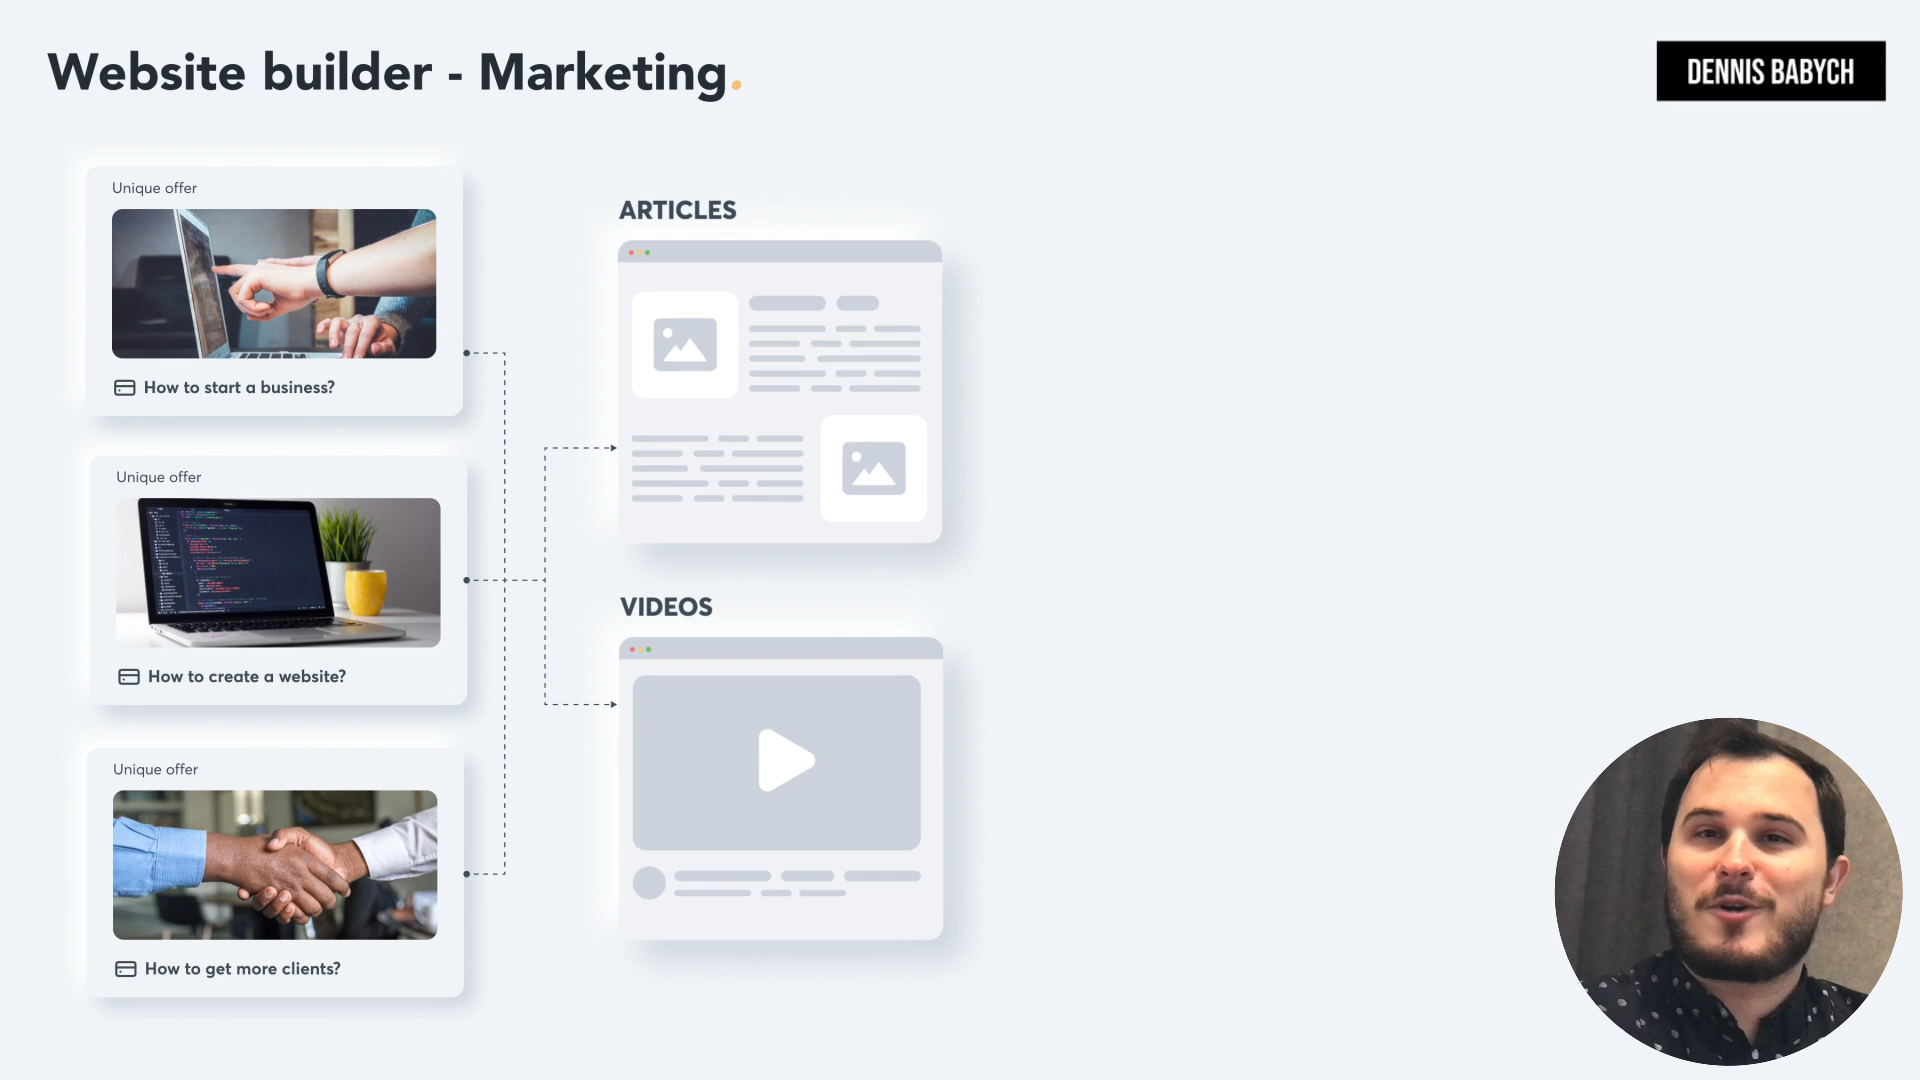 Website builder - Marketing.
DENNIS BABYCH
Unique offer
How to start a business?
Unique offer
How to create a website?
Unique offer
How to get more clients?
ARTICLES
VIDEOS